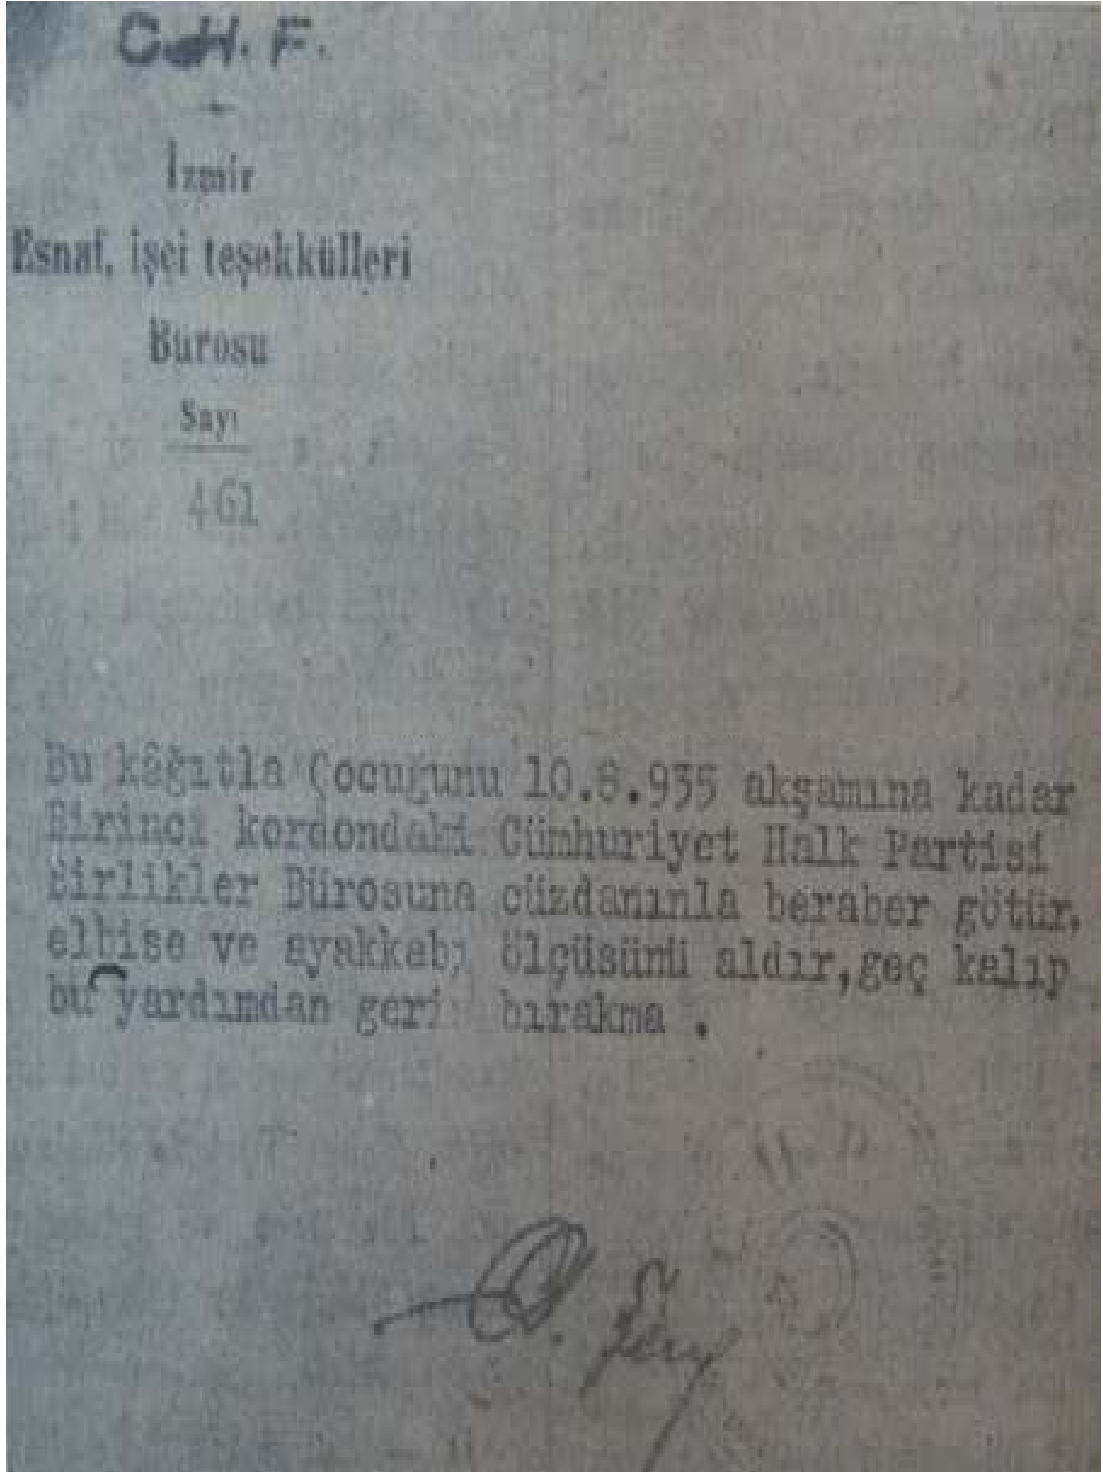 C.H.F.
İzmir
Esnaf, işçi teşekkülleri
Bürosu
Sayı
461
Bu kâğıtla Çocuğunu 10.8.935 akşamına kadar
Birinci kordondaki Cümhuriyet Halk Partisi
Birlikler Bürosuna cüzdanınla beraber götür,
elbise ve ayakkabı ölçüsünü aldır,geç kalıp
bu yardımdan geri bırakma .